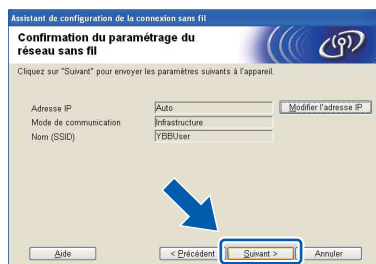 Assistant de configuration de la connexion sans fil
Confirmation du paramétrage du
réseau sans fil
Cliquez sur "Suivant" pour envoyer les paramètres suivants à l'appareil.
Adresse IP Auto Modifier l'adresse IP
Mode de communication Infrastructure
Nom (SSID) YBBUser
Aide < Précédent Suivant > Annuler